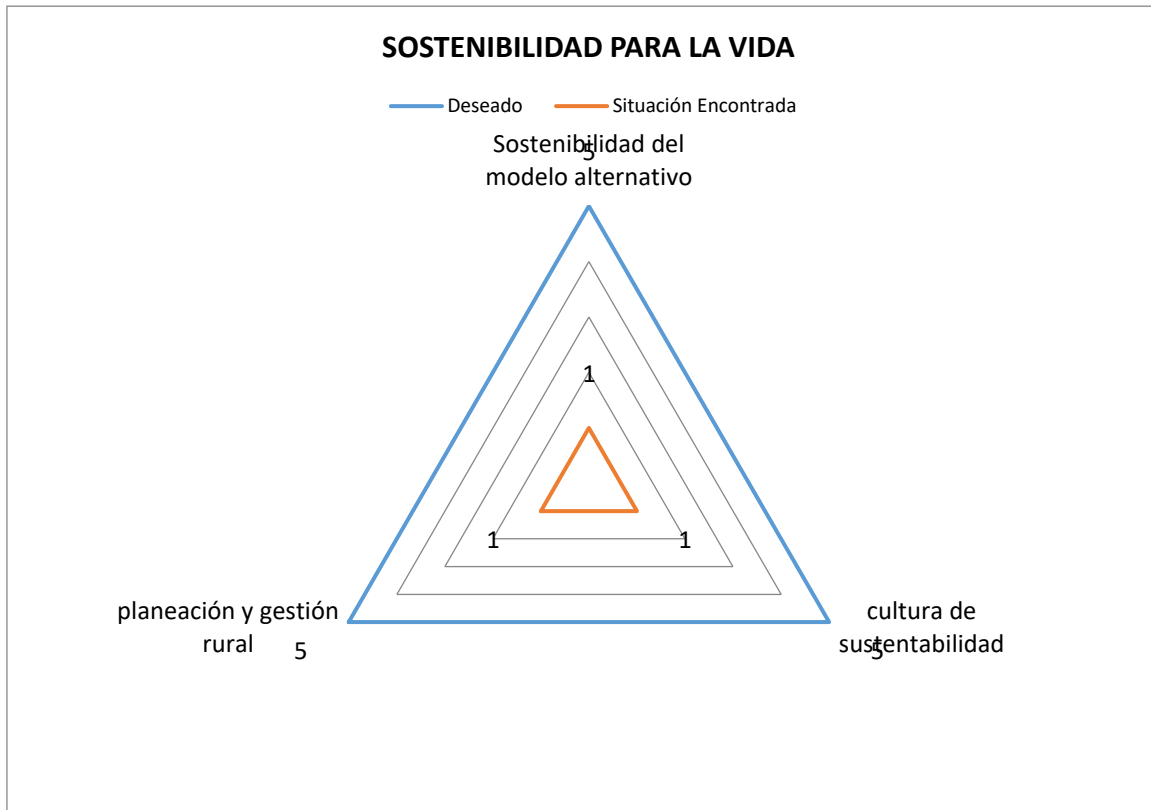 SOSTENIBILIDAD PARA LA VIDA
Deseado
Situación Encontrada
Sostenibilidad del
5
modelo alternativo
1
1
1
planeación y gestión
rural
5
cultura de
sustentabilidad
5